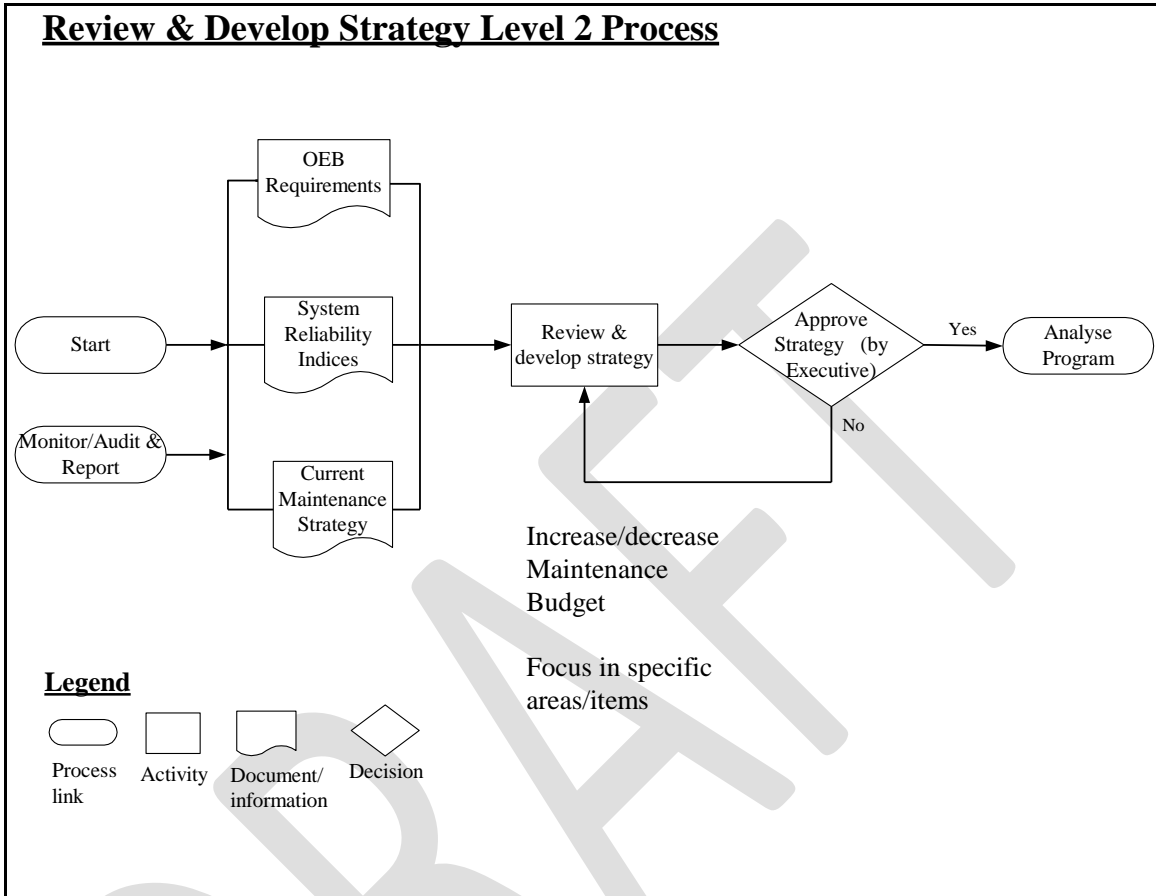 Review & Develop Strategy Level 2 Process
OEB
Requirements
System
Reliability
Indices
Start
Review &
develop strategy
Approve
Strategy (by
Executive)
Yes
Analyse
Program
No
Monitor/Audit &
Report
Current
Maintenance
Strategy
Increase/decrease
Maintenance
Budget
Focus in specific
areas/items
Legend
Process
link
Activity
Document/
information
Decision
DRAFT